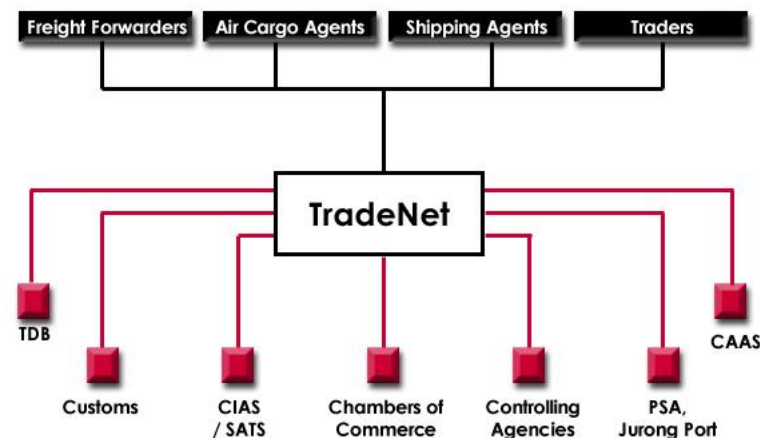 Freight Forwarders
Air Cargo Agents
Shipping Agents
Traders
TradeNet
TDB
CAAS
Customs
CIAS
/ SATS
Chambers of
Commerce
Controlling
Agencies
PSA,
Jurong Port